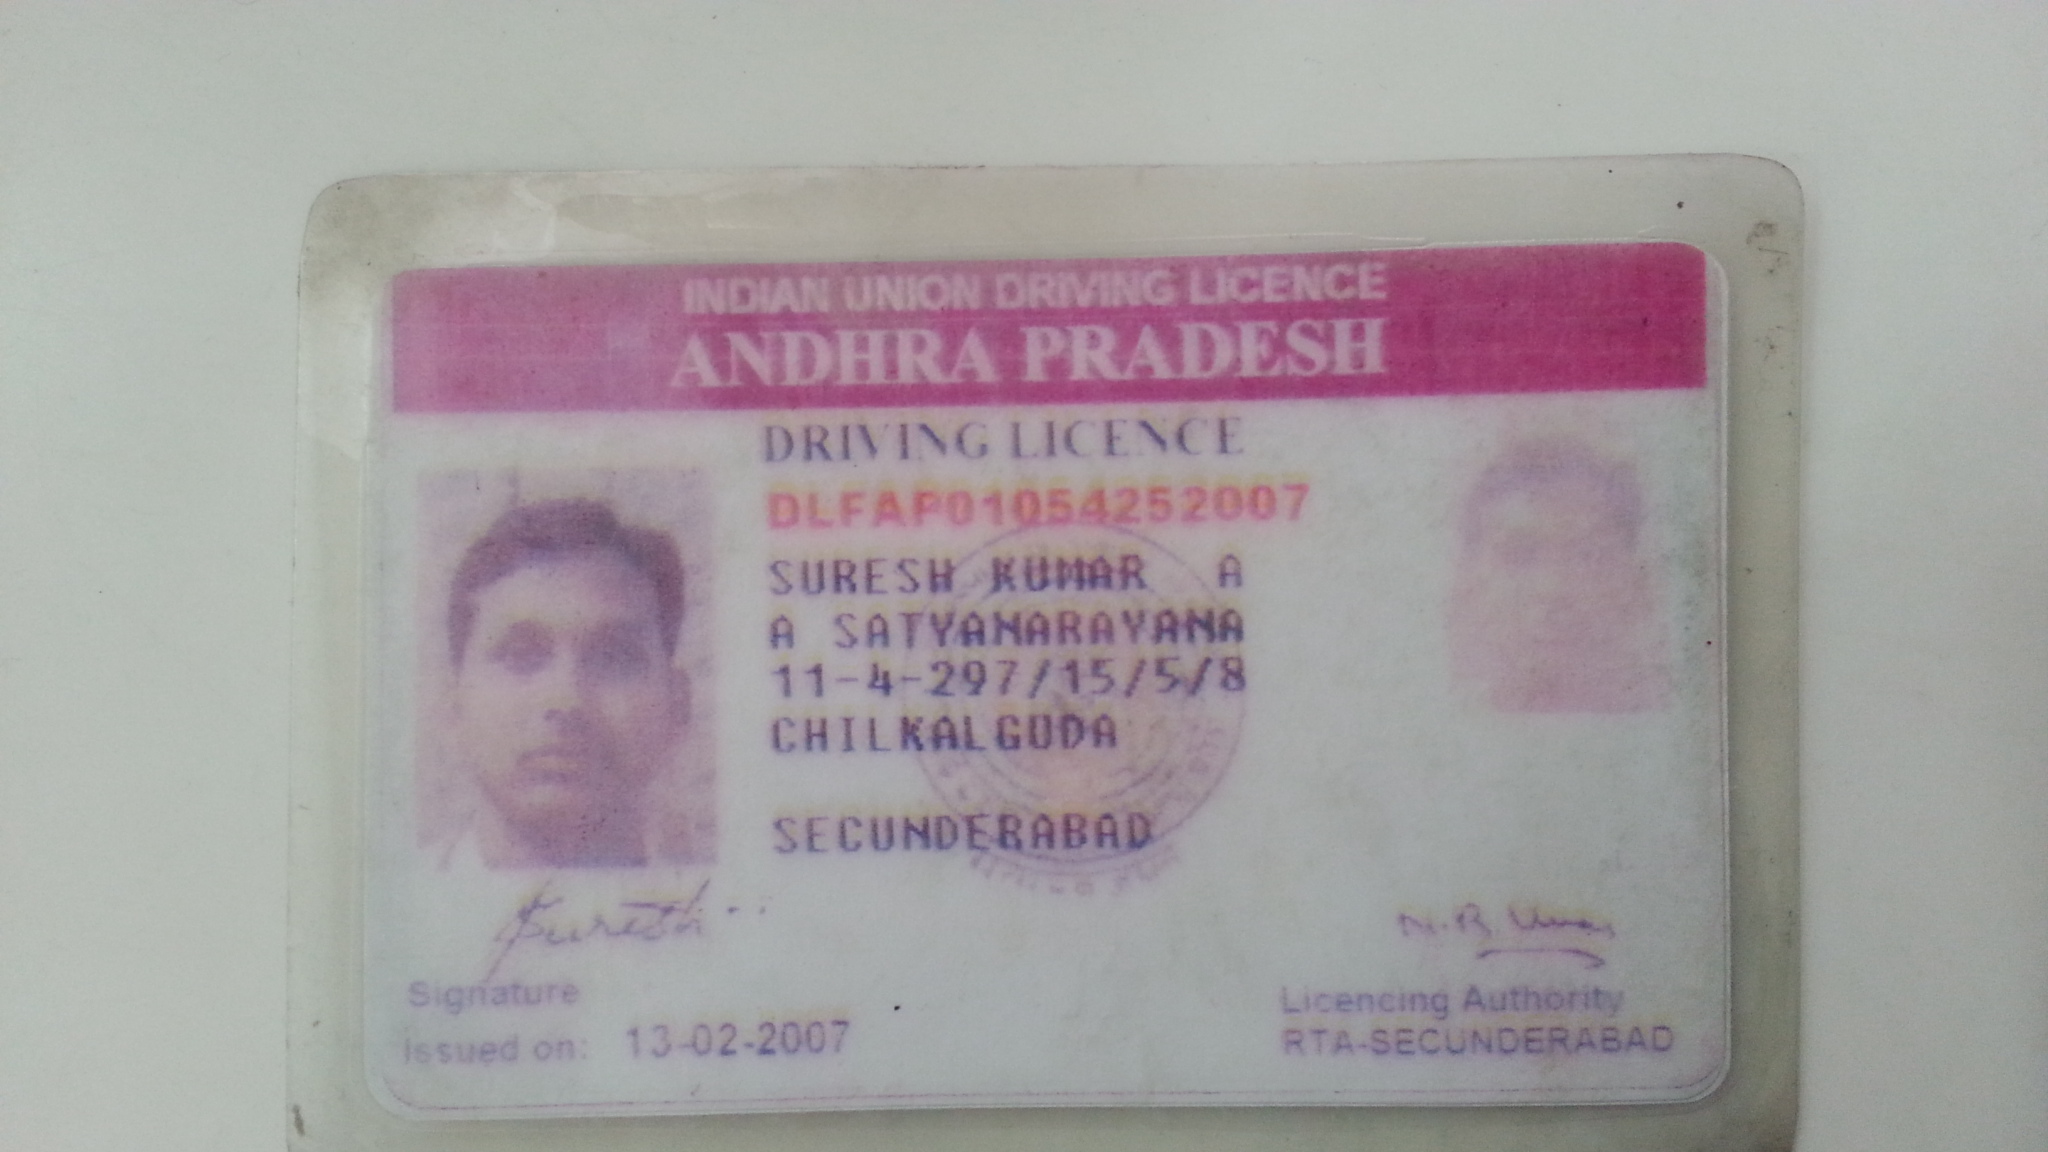 INDIAN UNION DRIVING LICENCE
ANDHRA PRADESH
DRIVING LICENCE
DLFAP01054252007
SURESH KUMAR A
A SATYANARAYANA
11-4-297/15/5/8
CHILKALGUDA
SECUNDERABAD
Suresh
Signature
Issued on: 13-02-2007
Licencing Authority
RTA-SECUNDERABAD